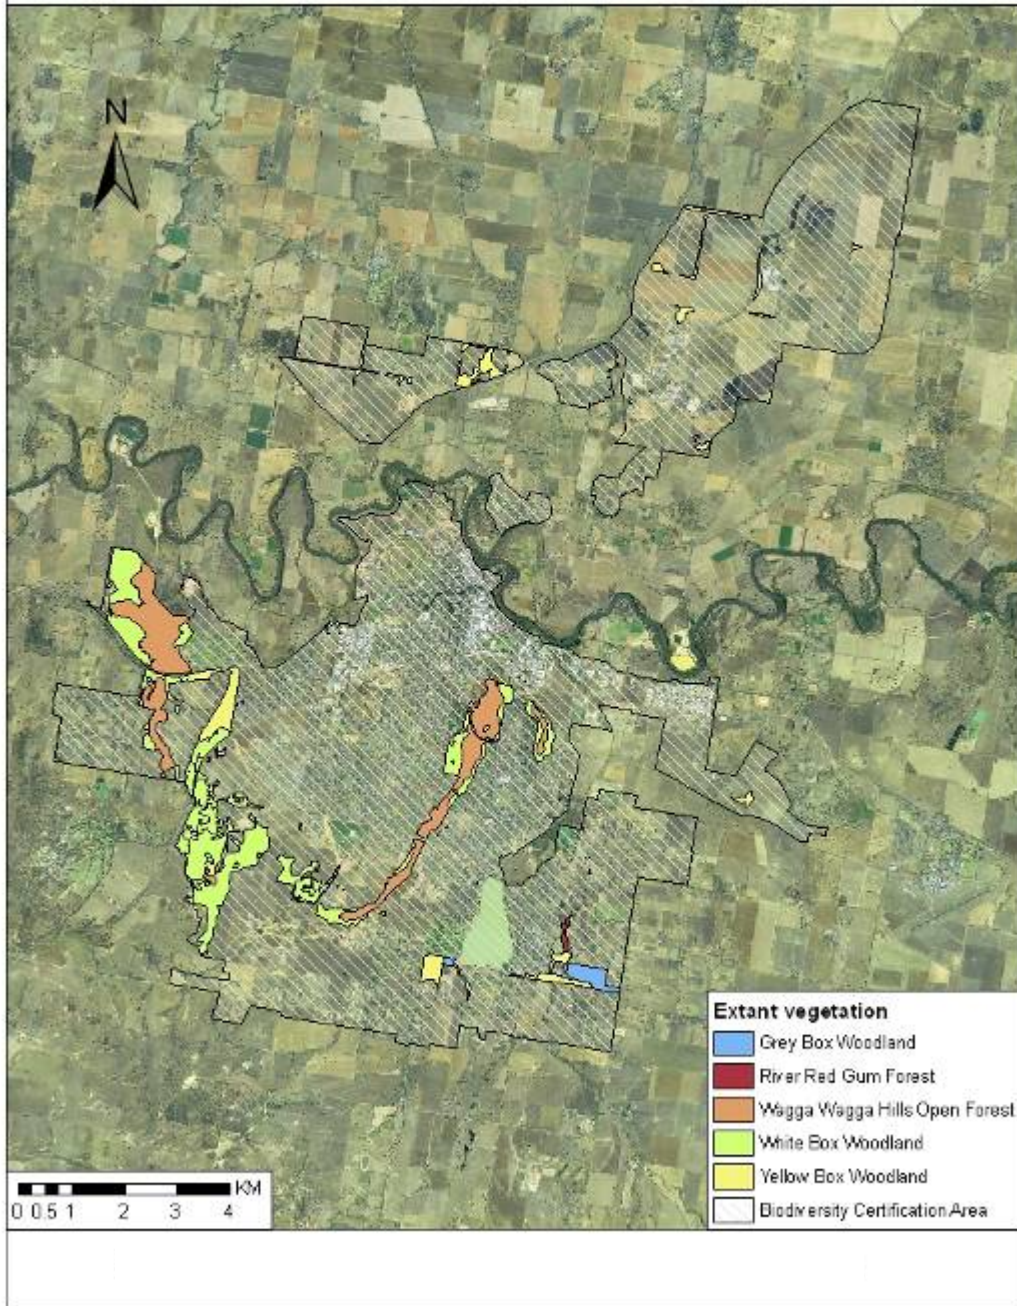 N
Extant vegetation
Grey Box Woodland
River Red Gum Forest
Wagga Wagga Hills Open Forest
White Box Woodland
Yellow Box Woodland
Biodiversity Certification Area
KM
0 0.5 1 2 3 4